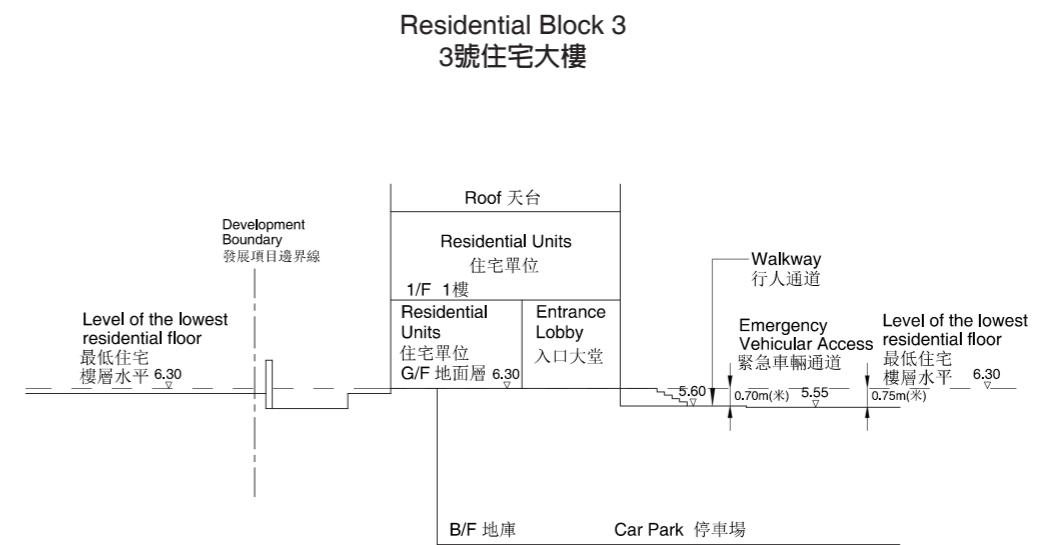 Residential Block 3
3號住宅大樓
Roof 天台
Development
Boundary
發展項目邊界線
Residential Units
住宅單位
1/F 1樓
Walkway
行人通道
Level of the lowest
residential floor
最低住宅
樓層水平 6.30
Residential
Units
住宅單位
G/F 地面層 6.30
Entrance
Lobby
入口大堂
5.60
Emergency
Vehicular Access
緊急車輛通道
0.70m(米) 5.55
Level of the lowest
residential floor
最低住宅
樓層水平 6.30
0.75m(米)
B/F 地庫
Car Park 停車場